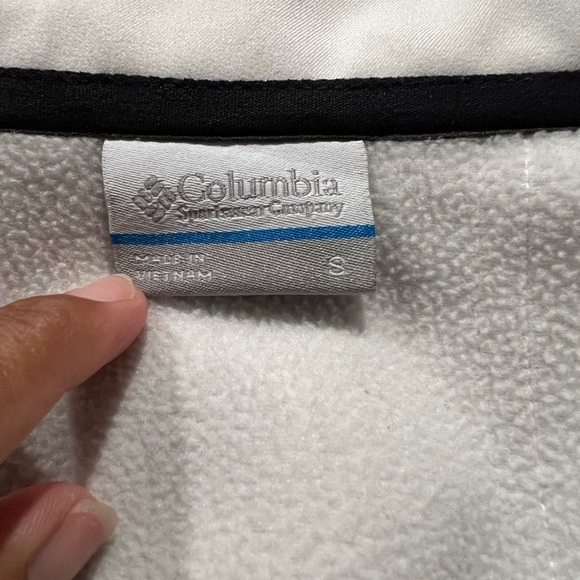 Columbia
Sportswear Company
MADE IN
VIETNAM
S